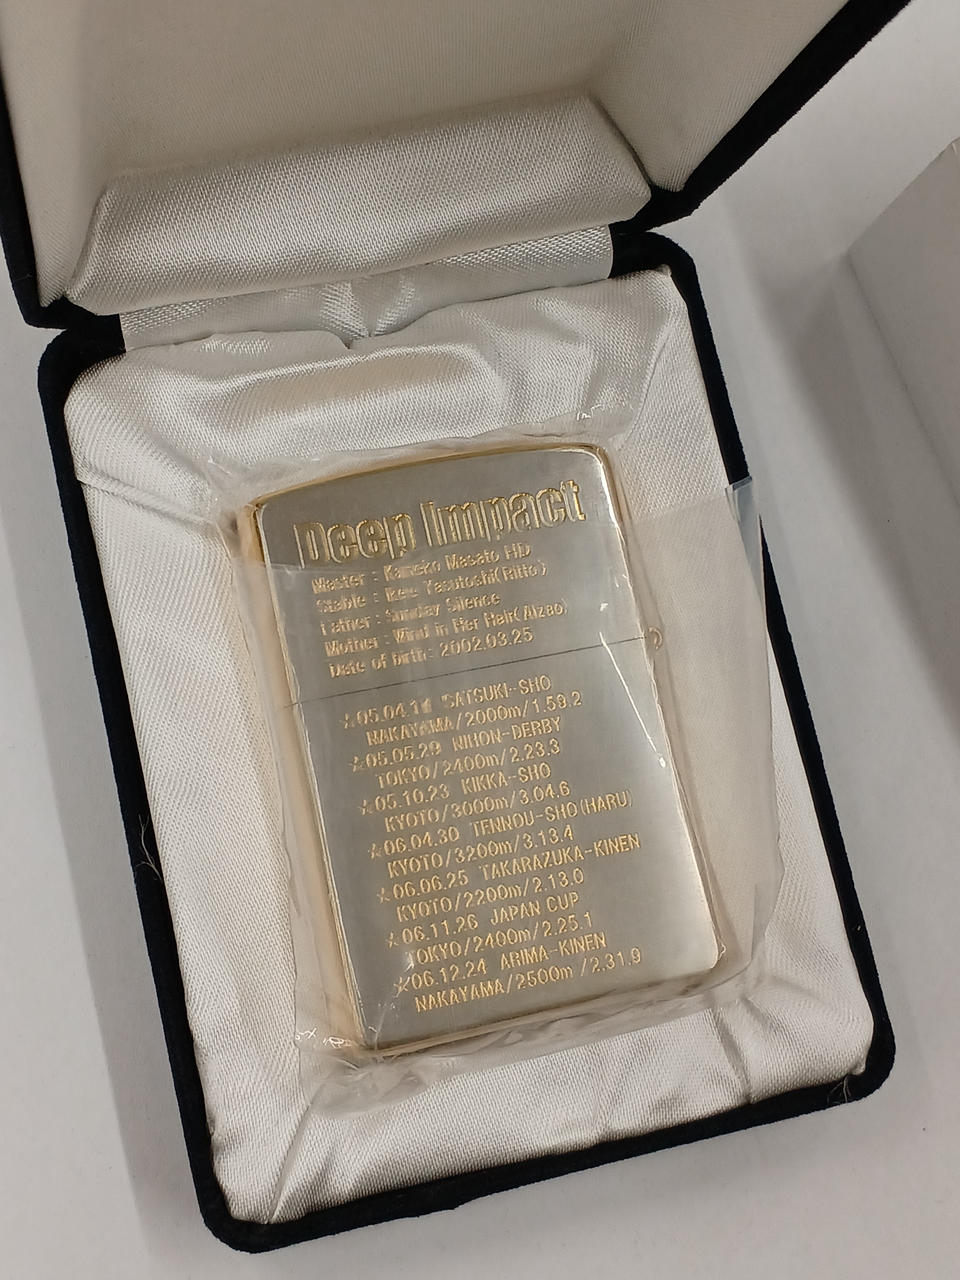 Deep Impact
Master : Kaneko Masato HD
Stable : Ikee Yasutoshi(Ritto)
Father : Sunday Silence
Mother : Wind in Her Hair(Alzao)
Date of birth : 2002.03.25
☆05.04.17 SATSUKI-SHO
NAKAYAMA/2000m/1.59.2
☆05.05.29 NIHON-DERBY
TOKYO/2400m/2.23.3
☆05.10.23 KIKKA-SHO
KYOTO/3000m/3.04.6
☆06.04.30 TENNOU-SHO(HARU)
KYOTO/3200m/3.13.4
☆06.06.25 TAKARAZUKA-KINEN
KYOTO/2200m/2.13.0
☆06.11.26 JAPAN CUP
TOKYO/2400m/2.25.1
☆06.12.24 ARIMA-KINEN
NAKAYAMA/2500m /2.31.9